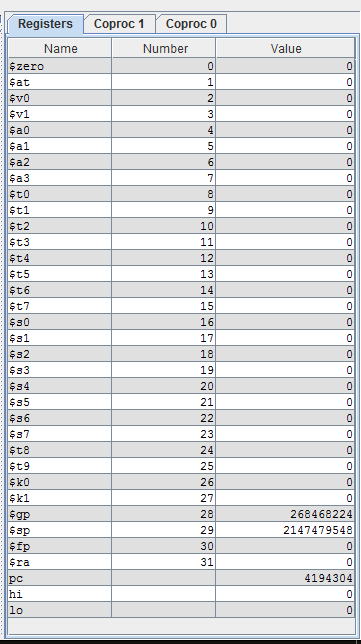 Registers Coproc 1 Coproc 0
Name Number Value
$zero 0 0
$at 1 0
$v0 2 0
$v1 3 0
$a0 4 0
$a1 5 0
$a2 6 0
$a3 7 0
$t0 8 0
$t1 9 0
$t2 10 0
$t3 11 0
$t4 12 0
$t5 13 0
$t6 14 0
$t7 15 0
$s0 16 0
$s1 17 0
$s2 18 0
$s3 19 0
$s4 20 0
$s5 21 0
$s6 22 0
$s7 23 0
$t8 24 0
$t9 25 0
$k0 26 0
$k1 27 0
$gp 28 268468224
$sp 29 2147479548
$fp 30 0
$ra 31 0
pc 4194304
hi 0
lo 0